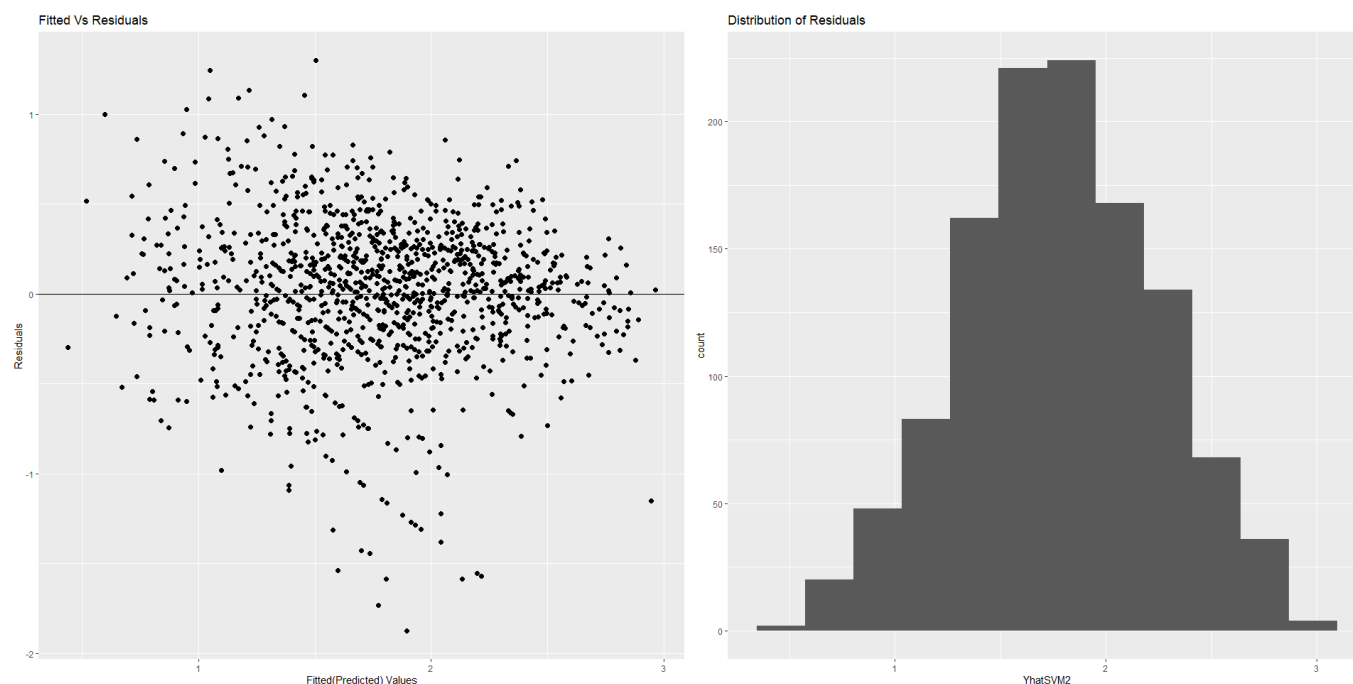 Fitted Vs Residuals
1
0
-1
-2
Residuals
1
2
3
Fitted(Predicted) Values
Distribution of Residuals
200
150
100
50
0
count
1
2
3
YhatSVM2